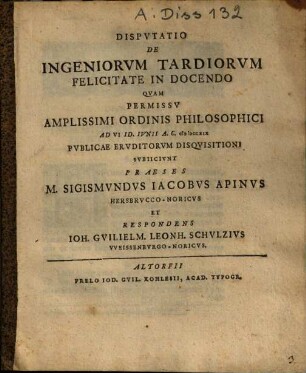 A. Diss 132
DISPVTATIO
DE
INGENIORVM TARDIORVM
FELICITATE IN DOCENDO
QVAM
PERMISSV
AMPLISSIMI ORDINIS PHILOSOPHICI
AD VI ID. IVNII A. C.
PVBLICAE ERVDITORVM DISQVISITIONI
SVBIICIVNT
PRAESES
M. SIGISMVNDVS IACOBVS APINVS
HERSBRVCCO-NORICVS
ET
RESPONDENS
IOH. GVILIELM. LEONH. SCHVLZIVS
VVEISSENBVRGO-NORICVS.
ALTORFII
PRELO IOD. GVIL. KOHLESII, ACAD. TYPOGR.